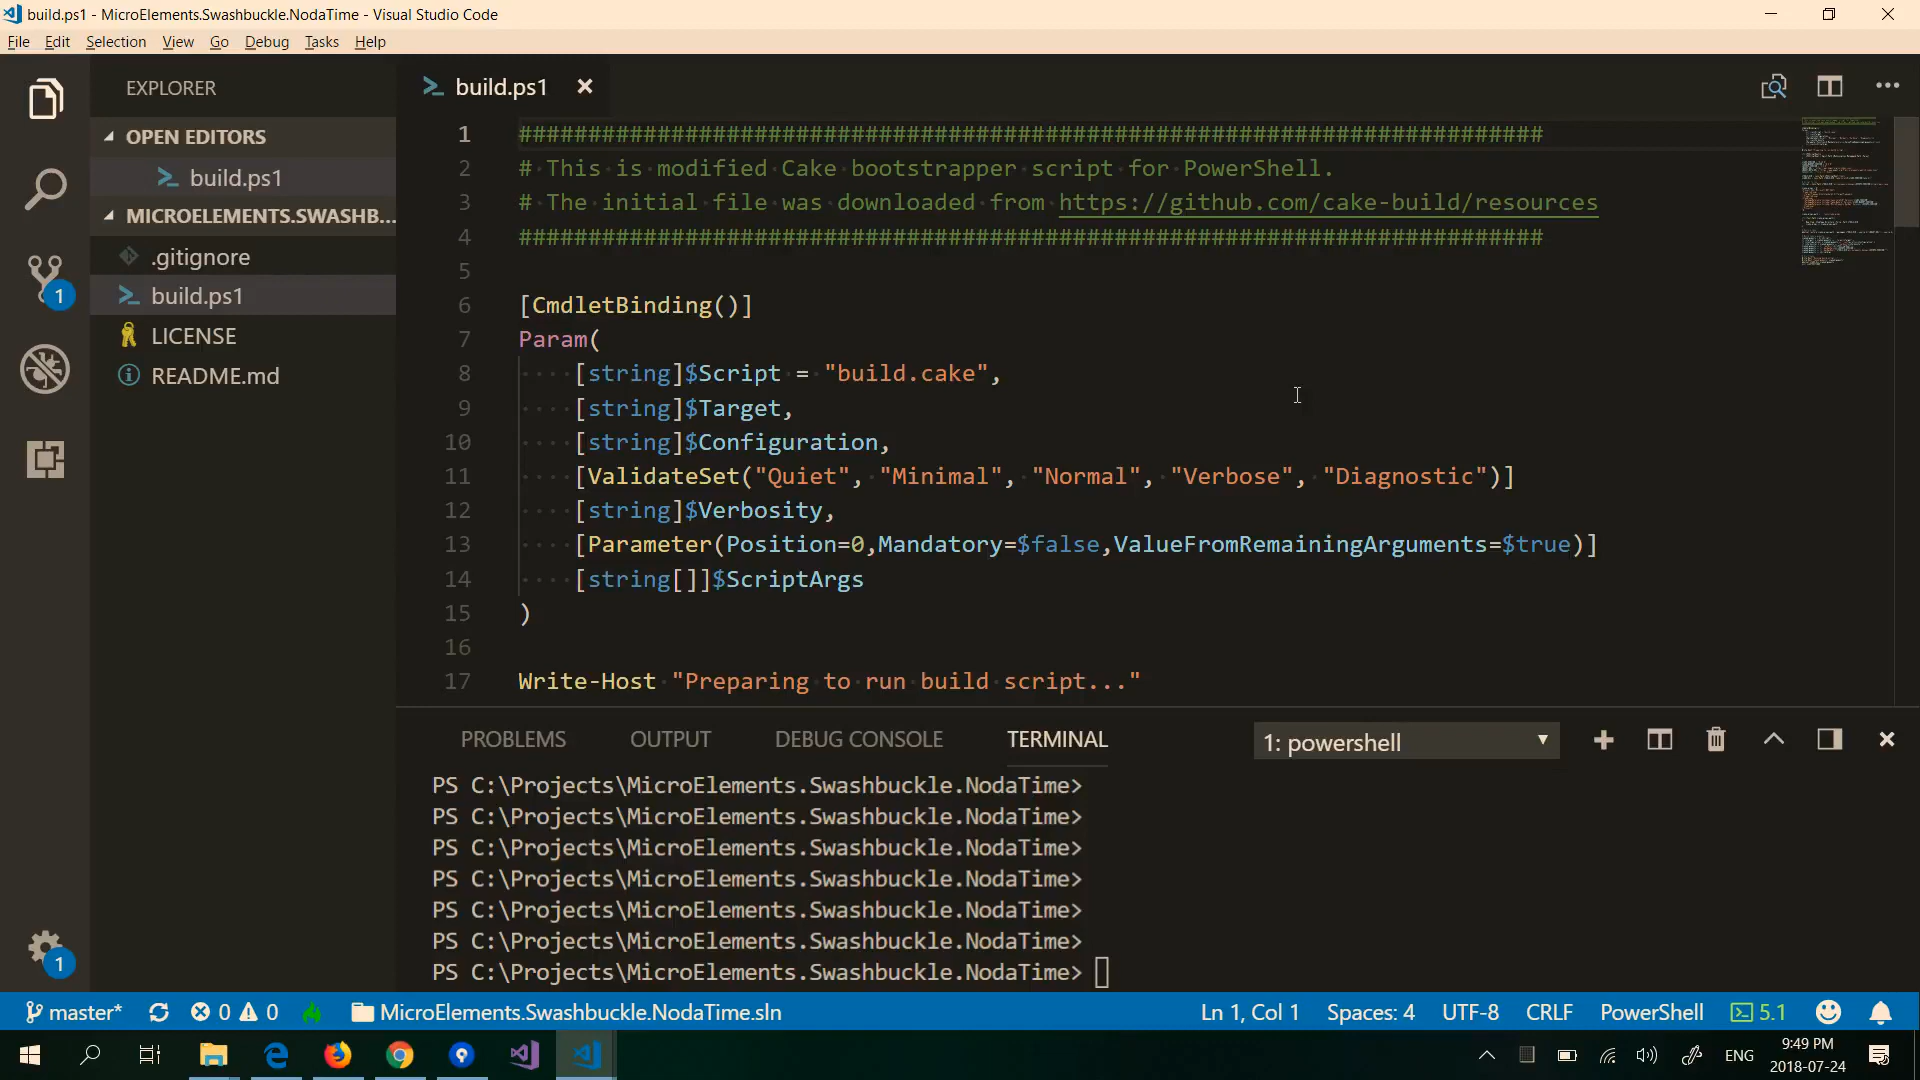 build.ps1 - MicroElements.Swashbuckle.NodaTime - Visual Studio Code
File Edit Selection View Go Debug Tasks Help
EXPLORER
OPEN EDITORS
build.ps1
MICROELEMENTS.SWASHB...
.gitignore
build.ps1
LICENSE
README.md
1
1
build.ps1
1 ##########################################################################
2 # This is modified Cake bootstrapper script for PowerShell.
3 # The initial file was downloaded from https://github.com/cake-build/resources
4 ##########################################################################
5
6 [CmdletBinding()]
7 Param(
8 [string]$Script = "build.cake",
9 [string]$Target,
10 [string]$Configuration,
11 [ValidateSet("Quiet", "Minimal", "Normal", "Verbose", "Diagnostic")]
12 [string]$Verbosity,
13 [Parameter(Position=0,Mandatory=$false,ValueFromRemainingArguments=$true)]
14 [string[]]$ScriptArgs
15 )
16
17 Write-Host "Preparing to run build script..."
PROBLEMS OUTPUT DEBUG CONSOLE TERMINAL 1: powershell
PS C:\Projects\MicroElements.Swashbuckle.NodaTime>
PS C:\Projects\MicroElements.Swashbuckle.NodaTime>
PS C:\Projects\MicroElements.Swashbuckle.NodaTime>
PS C:\Projects\MicroElements.Swashbuckle.NodaTime>
PS C:\Projects\MicroElements.Swashbuckle.NodaTime>
PS C:\Projects\MicroElements.Swashbuckle.NodaTime>
PS C:\Projects\MicroElements.Swashbuckle.NodaTime>
master* 0 0 MicroElements.Swashbuckle.NodaTime.sln Ln 1, Col 1 Spaces: 4 UTF-8 CRLF PowerShell 5.1
ENG
9:49 PM
2018-07-24